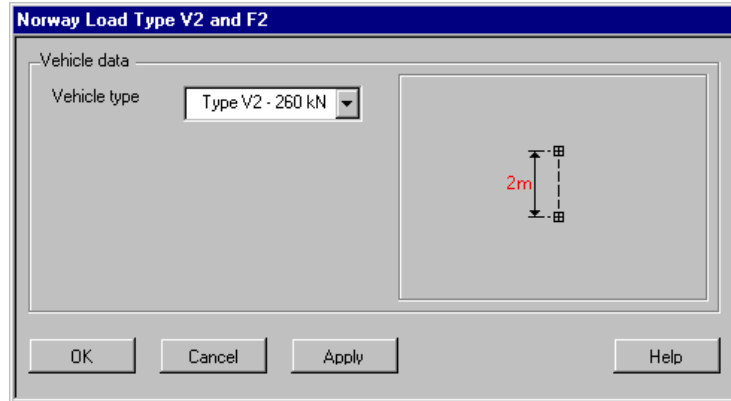 Norway Load Type V2 and F2
Vehicle data
Vehicle type
Type V2 - 260 kN
2m
OK
Cancel
Apply
Help